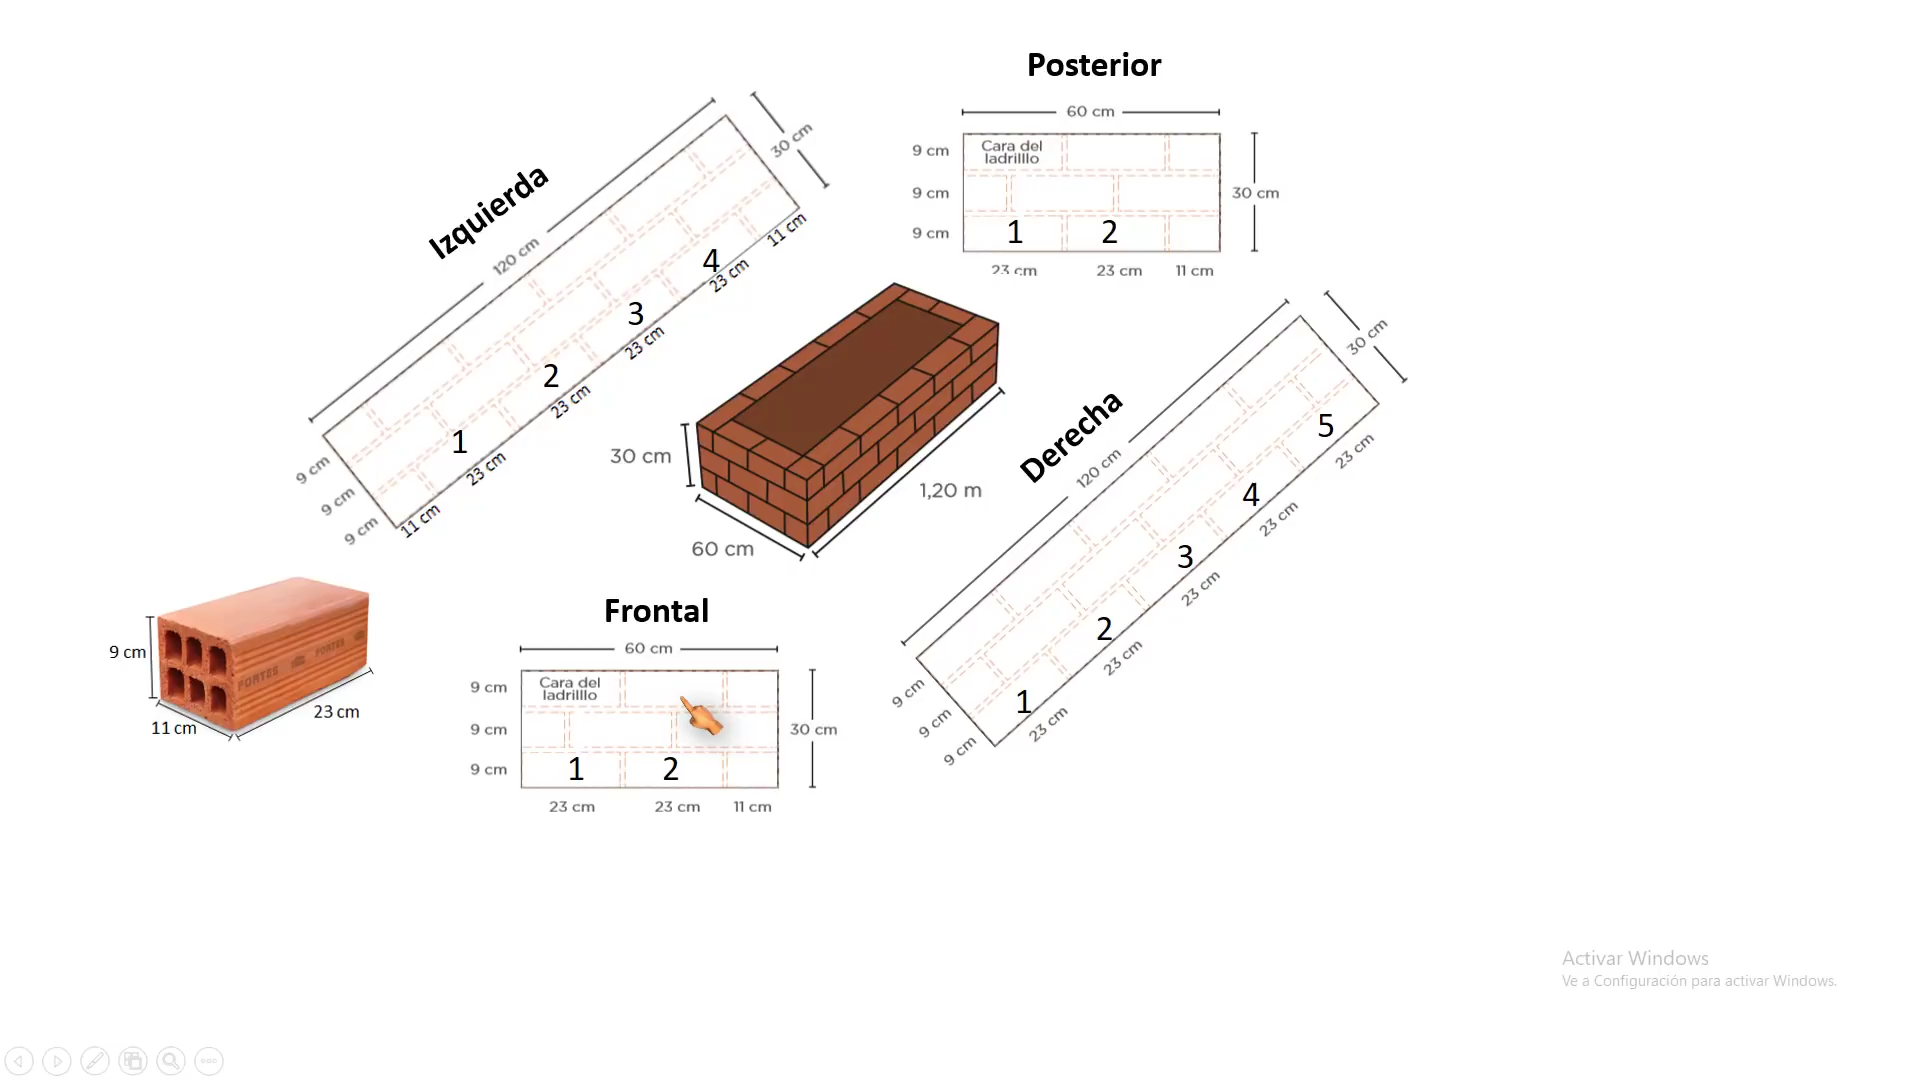 Posterior
60 cm
9 cm
Cara del
ladrilllo
9 cm
30 cm
9 cm
1
2
23 cm
23 cm
11 cm
Izquierda
120 cm
30 cm
11 cm
4
23 cm
3
23 cm
2
23 cm
1
23 cm
11 cm
9 cm
9 cm
9 cm
30 cm
60 cm
1,20 m
Derecha
120 cm
30 cm
5
23 cm
4
23 cm
3
23 cm
2
23 cm
1
23 cm
9 cm
9 cm
9 cm
9 cm
11 cm
23 cm
FORTES
FORTES
Frontal
60 cm
9 cm
Cara del
ladrilllo
9 cm
30 cm
9 cm
1
2
23 cm
23 cm
11 cm
Activar Windows
Ve a Configuración para activar Windows.